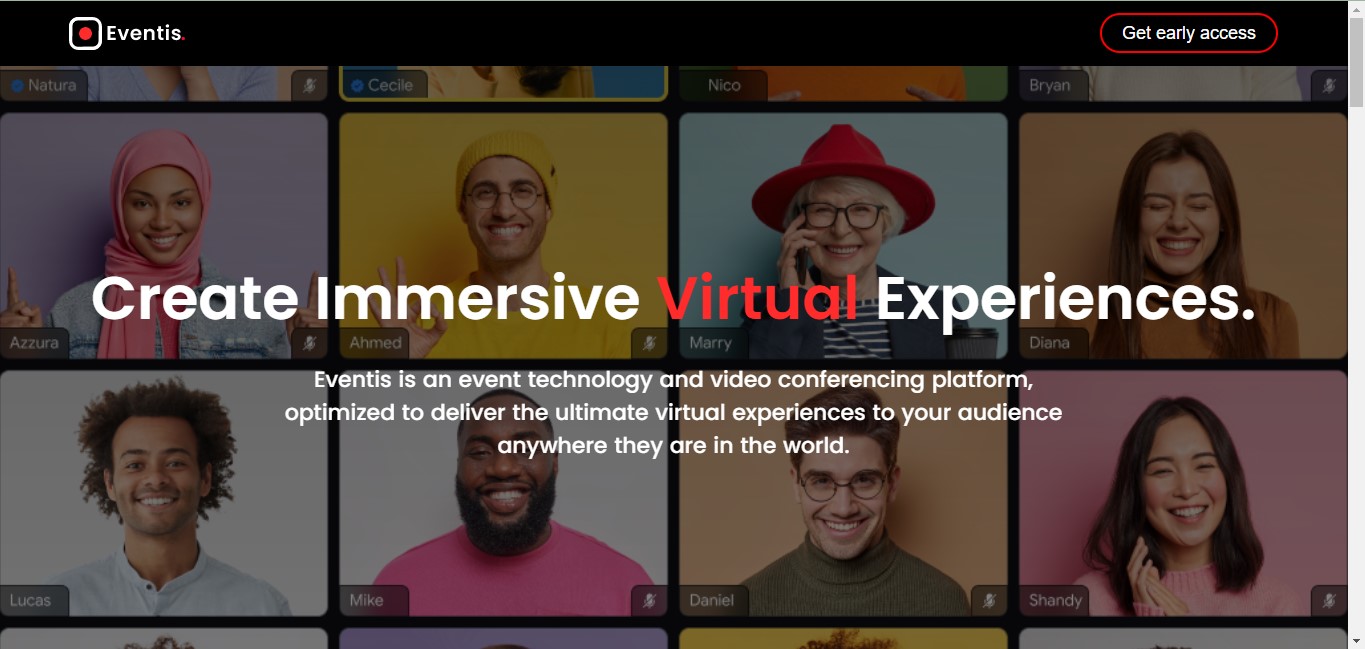 Eventis.
Get early access
Natura
Cecile
Nico
Bryan
Create Immersive Virtual Experiences.
Azzura
Ahmed
Marry
Diana
Eventis is an event technology and video conferencing platform,
optimized to deliver the ultimate virtual experiences to your audience
anywhere they are in the world.
Lucas
Mike
Daniel
Shandy